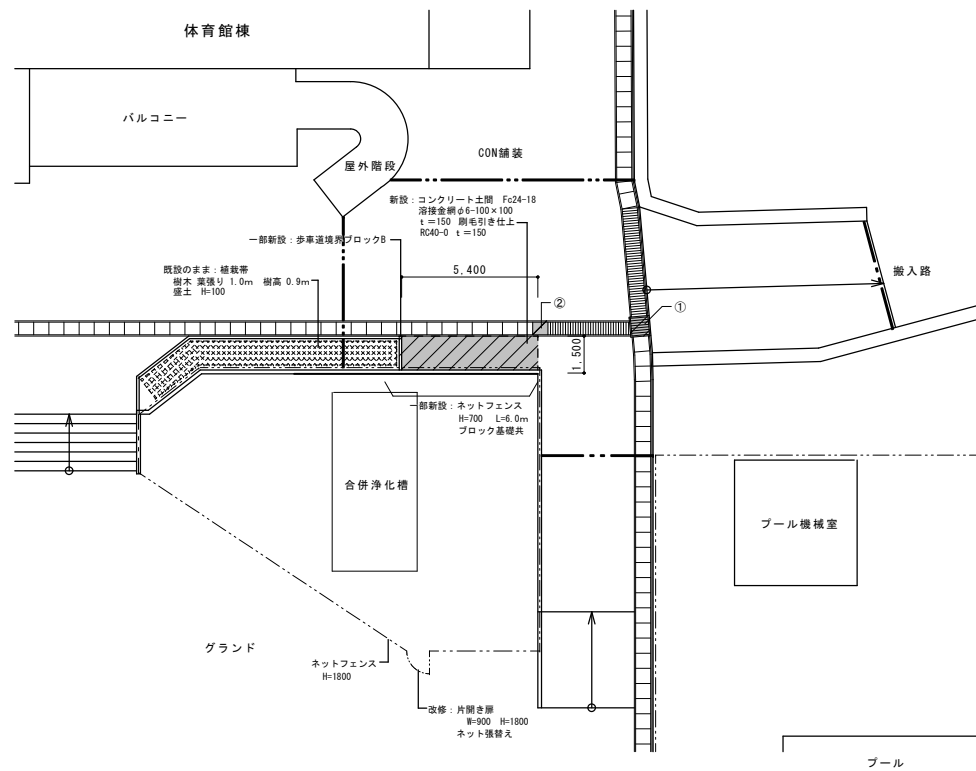 体育館棟
バルコニー
屋外階段
CON舗装
新設：コンクリート土間 Fc24-18
溶接金網φ6-100×100
ｔ＝150 刷毛引き仕上
RC40-0 ｔ＝150
一部新設：歩車道境界ブロックB
既設のまま：植栽帯
樹木 葉張り 1.0m 樹高 0.9m
盛土 H=100
5,400
搬入路
②
①
1,500
一部新設：ネットフェンス
H=700 L=6.0m
ブロック基礎共
合併浄化槽
プール機械室
グランド
ネットフェンス
H=1800
改修：片開き扉
W=900 H=1800
ネット張替え
プール